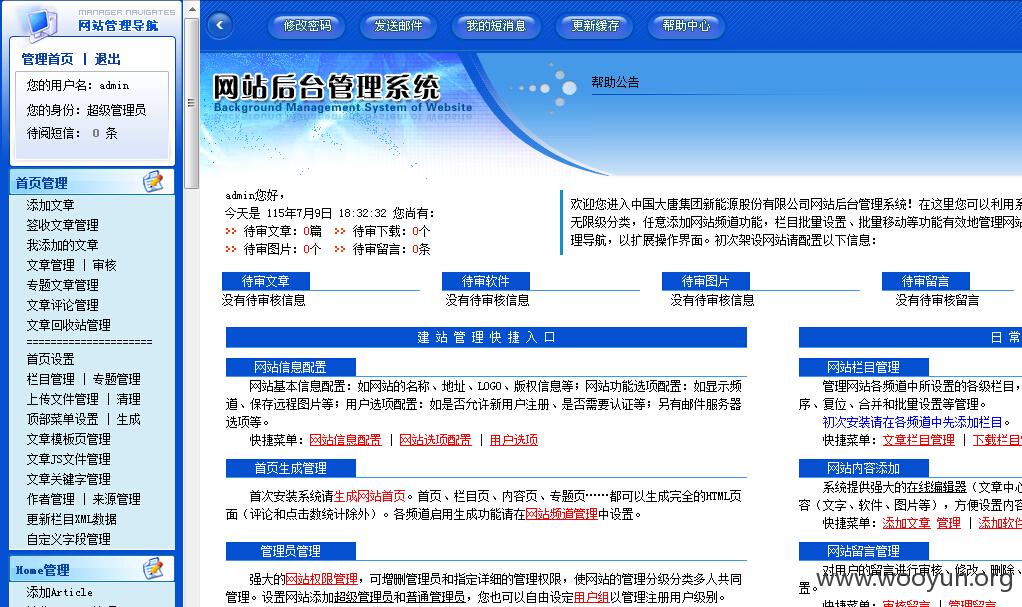 MANAGER NAVIGATES
网站管理导航
管理首页 | 退出
您的用户名：admin
您的身份：超级管理员
待阅短信： 0 条
首页管理
添加文章
签收文章管理
我添加的文章
文章管理 | 审核
专题文章管理
文章评论管理
文章回收站管理
=====================
首页设置
栏目管理 | 专题管理
上传文件管理 | 清理
顶部菜单设置 | 生成
文章模板页管理
文章JS文件管理
文章关键字管理
作者管理 | 来源管理
更新栏目XML数据
自定义字段管理
Home管理
添加Article
修改密码
发送邮件
我的短消息
更新缓存
帮助中心
网站后台管理系统
Background Management System of Website
帮助公告
admin您好，
今天是 115年7月9日 18:32:32 您尚有：
>> 待审文章：0篇 >> 待审下载：0个
>> 待审图片：0个 >> 待审留言：0条
欢迎您进入中国大唐集团新能源股份有限公司网站后台管理系统！在这里您可以利用系
无限级分类，任意添加网站频道功能，栏目批量设置、批量移动等功能有效地管理网站
理导航，以扩展操作界面。初次架设网站请配置以下信息：
待审文章
没有待审核信息
待审软件
没有待审核信息
待审图片
没有待审核信息
待审留言
没有待审核留言
建 站 管 理 快 捷 入 口
网站信息配置
网站基本信息配置：如网站的名称、地址、LOGO、版权信息等；网站功能选项配置：如显示频
道、保存远程图片等；用户选项配置：如是否允许新用户注册、是否需要认证等；另有邮件服务器
选项等。
快捷菜单：网站信息配置 | 网站选项配置 | 用户选项
首页生成管理
首次安装系统请生成网站首页。首页、栏目页、内容页、专题页……都可以生成完全的HTML页
面（评论和点击数统计除外）。各频道启用生成功能请在网站频道管理中设置。
管理员管理
强大的网站权限管理，可增删管理员和指定详细的管理权限，使网站的管理分级分类多人共同
管理。设置网站添加超级管理员和普通管理员，您也可以自由设定用户组以管理注册用户级别。
日 常
网站栏目管理
管理网站各频道中所设置的各级栏目，
序、复位、合并和批量设置等管理。
初次安装请在各频道中先添加栏目。
快捷菜单：文章栏目管理 | 下载栏目
网站内容添加
系统提供强大的在线编辑器（文章中心
容（文字、软件、图片等），方便设置内容
快捷菜单：添加文章 管理 | 添加软件
网站留言管理
对用户的留言进行审核、修改、删除、
置。
快捷菜单：审核留言 | 管理留言
www.wooyun.org